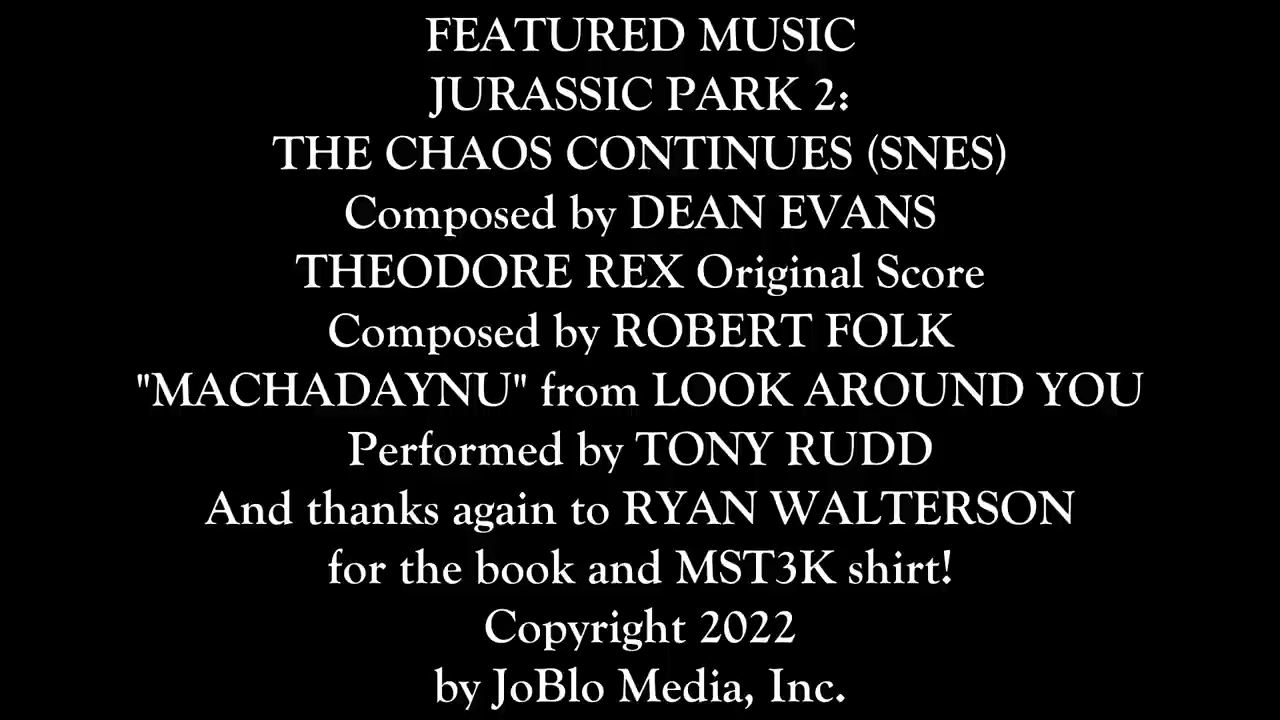 FEATURED MUSIC
JURASSIC PARK 2:
THE CHAOS CONTINUES (SNES)
Composed by DEAN EVANS
THEODORE REX Original Score
Composed by ROBERT FOLK
"MACHADAYNU" from LOOK AROUND YOU
Performed by TONY RUDD
And thanks again to RYAN WALTERSON
for the book and MST3K shirt!
Copyright 2022
by JoBlo Media, Inc.